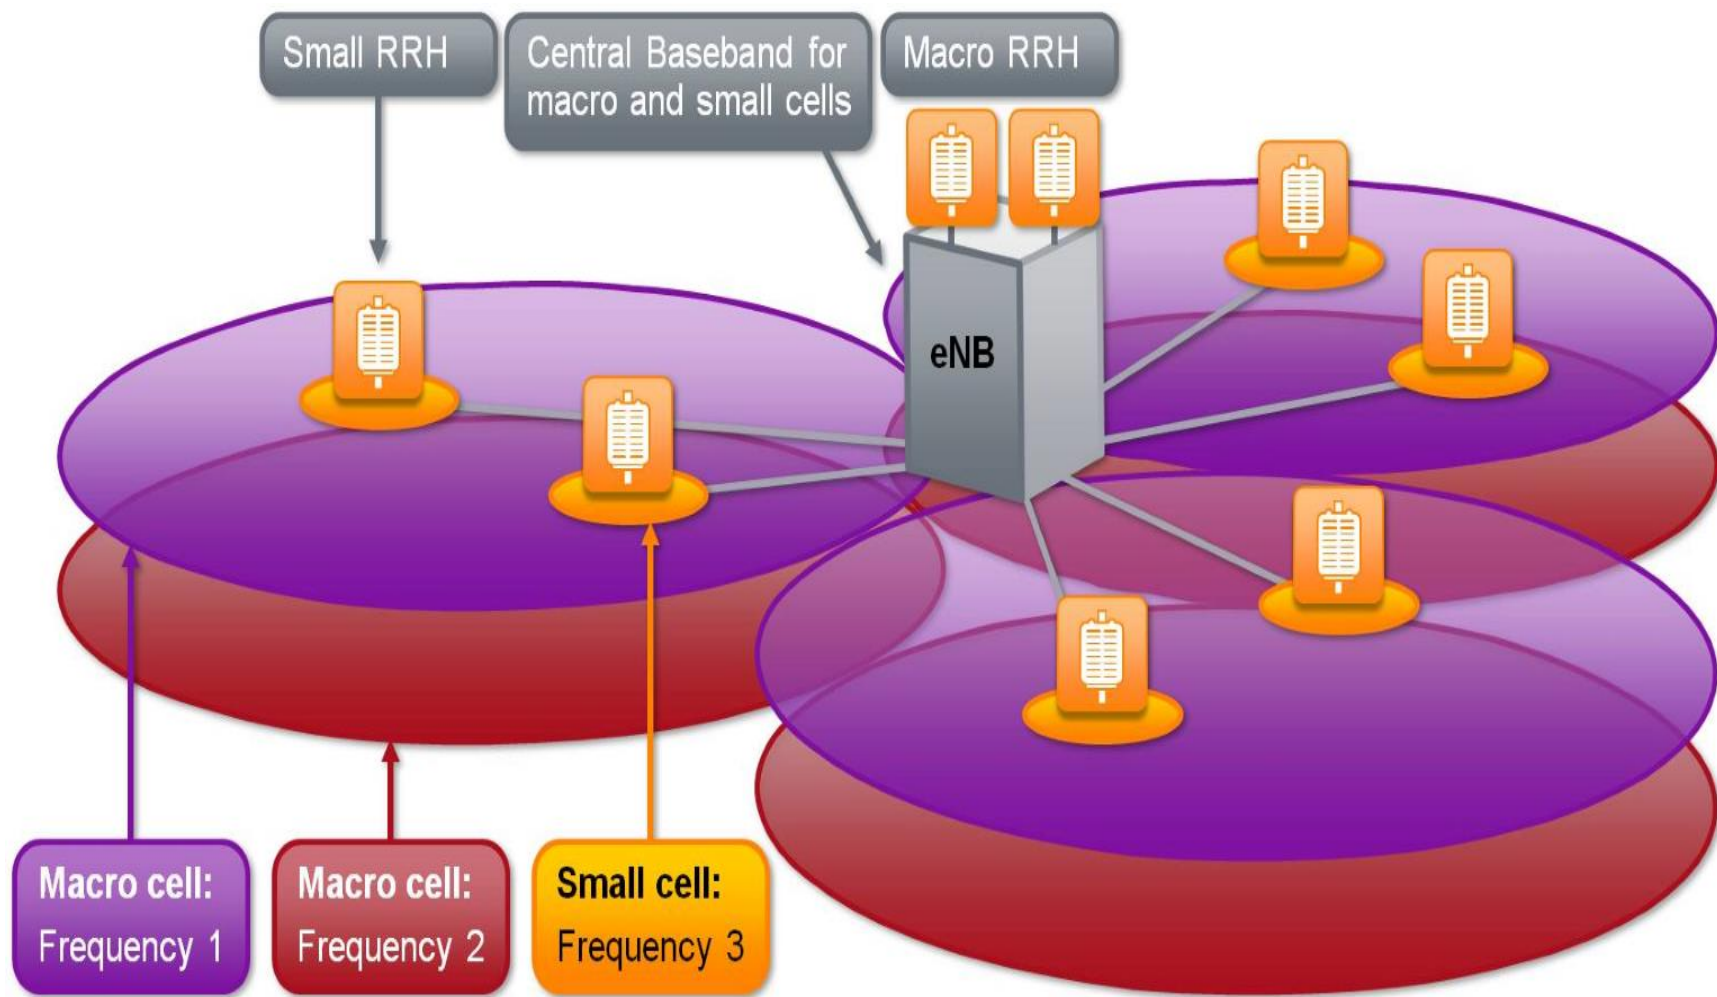 Small RRH
Central Baseband for
macro and small cells
Macro RRH
eNB
Macro cell:
Frequency 1
Macro cell:
Frequency 2
Small cell:
Frequency 3